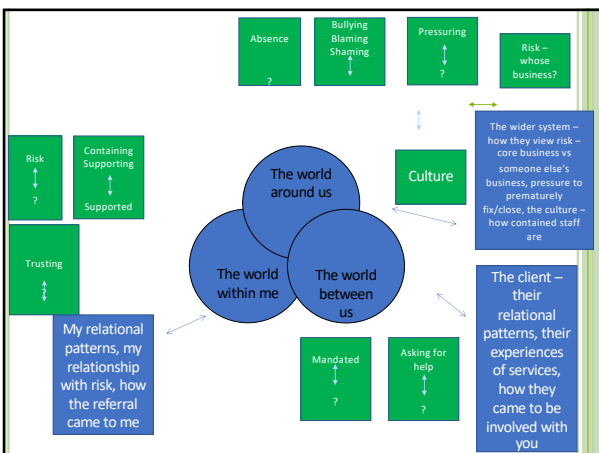 Absence
?
Bullying
Blaming
Shaming
Pressuring
?
Risk –
whose
business?
Risk
?
Containing
Supporting
Supported
The world
around us
Culture
The wider system –
how they view risk –
core business vs
someone else's
business, pressure to
prematurely
fix/close, the culture –
how contained staff
are
Trusting
?
The world
within me
The world
between
us
My relational
patterns, my
relationship
with risk, how
the referral
came to me
Mandated
?
Asking for
help
?
The client –
their
relational
patterns, their
experiences
of services,
how they
came to be
involved with
you